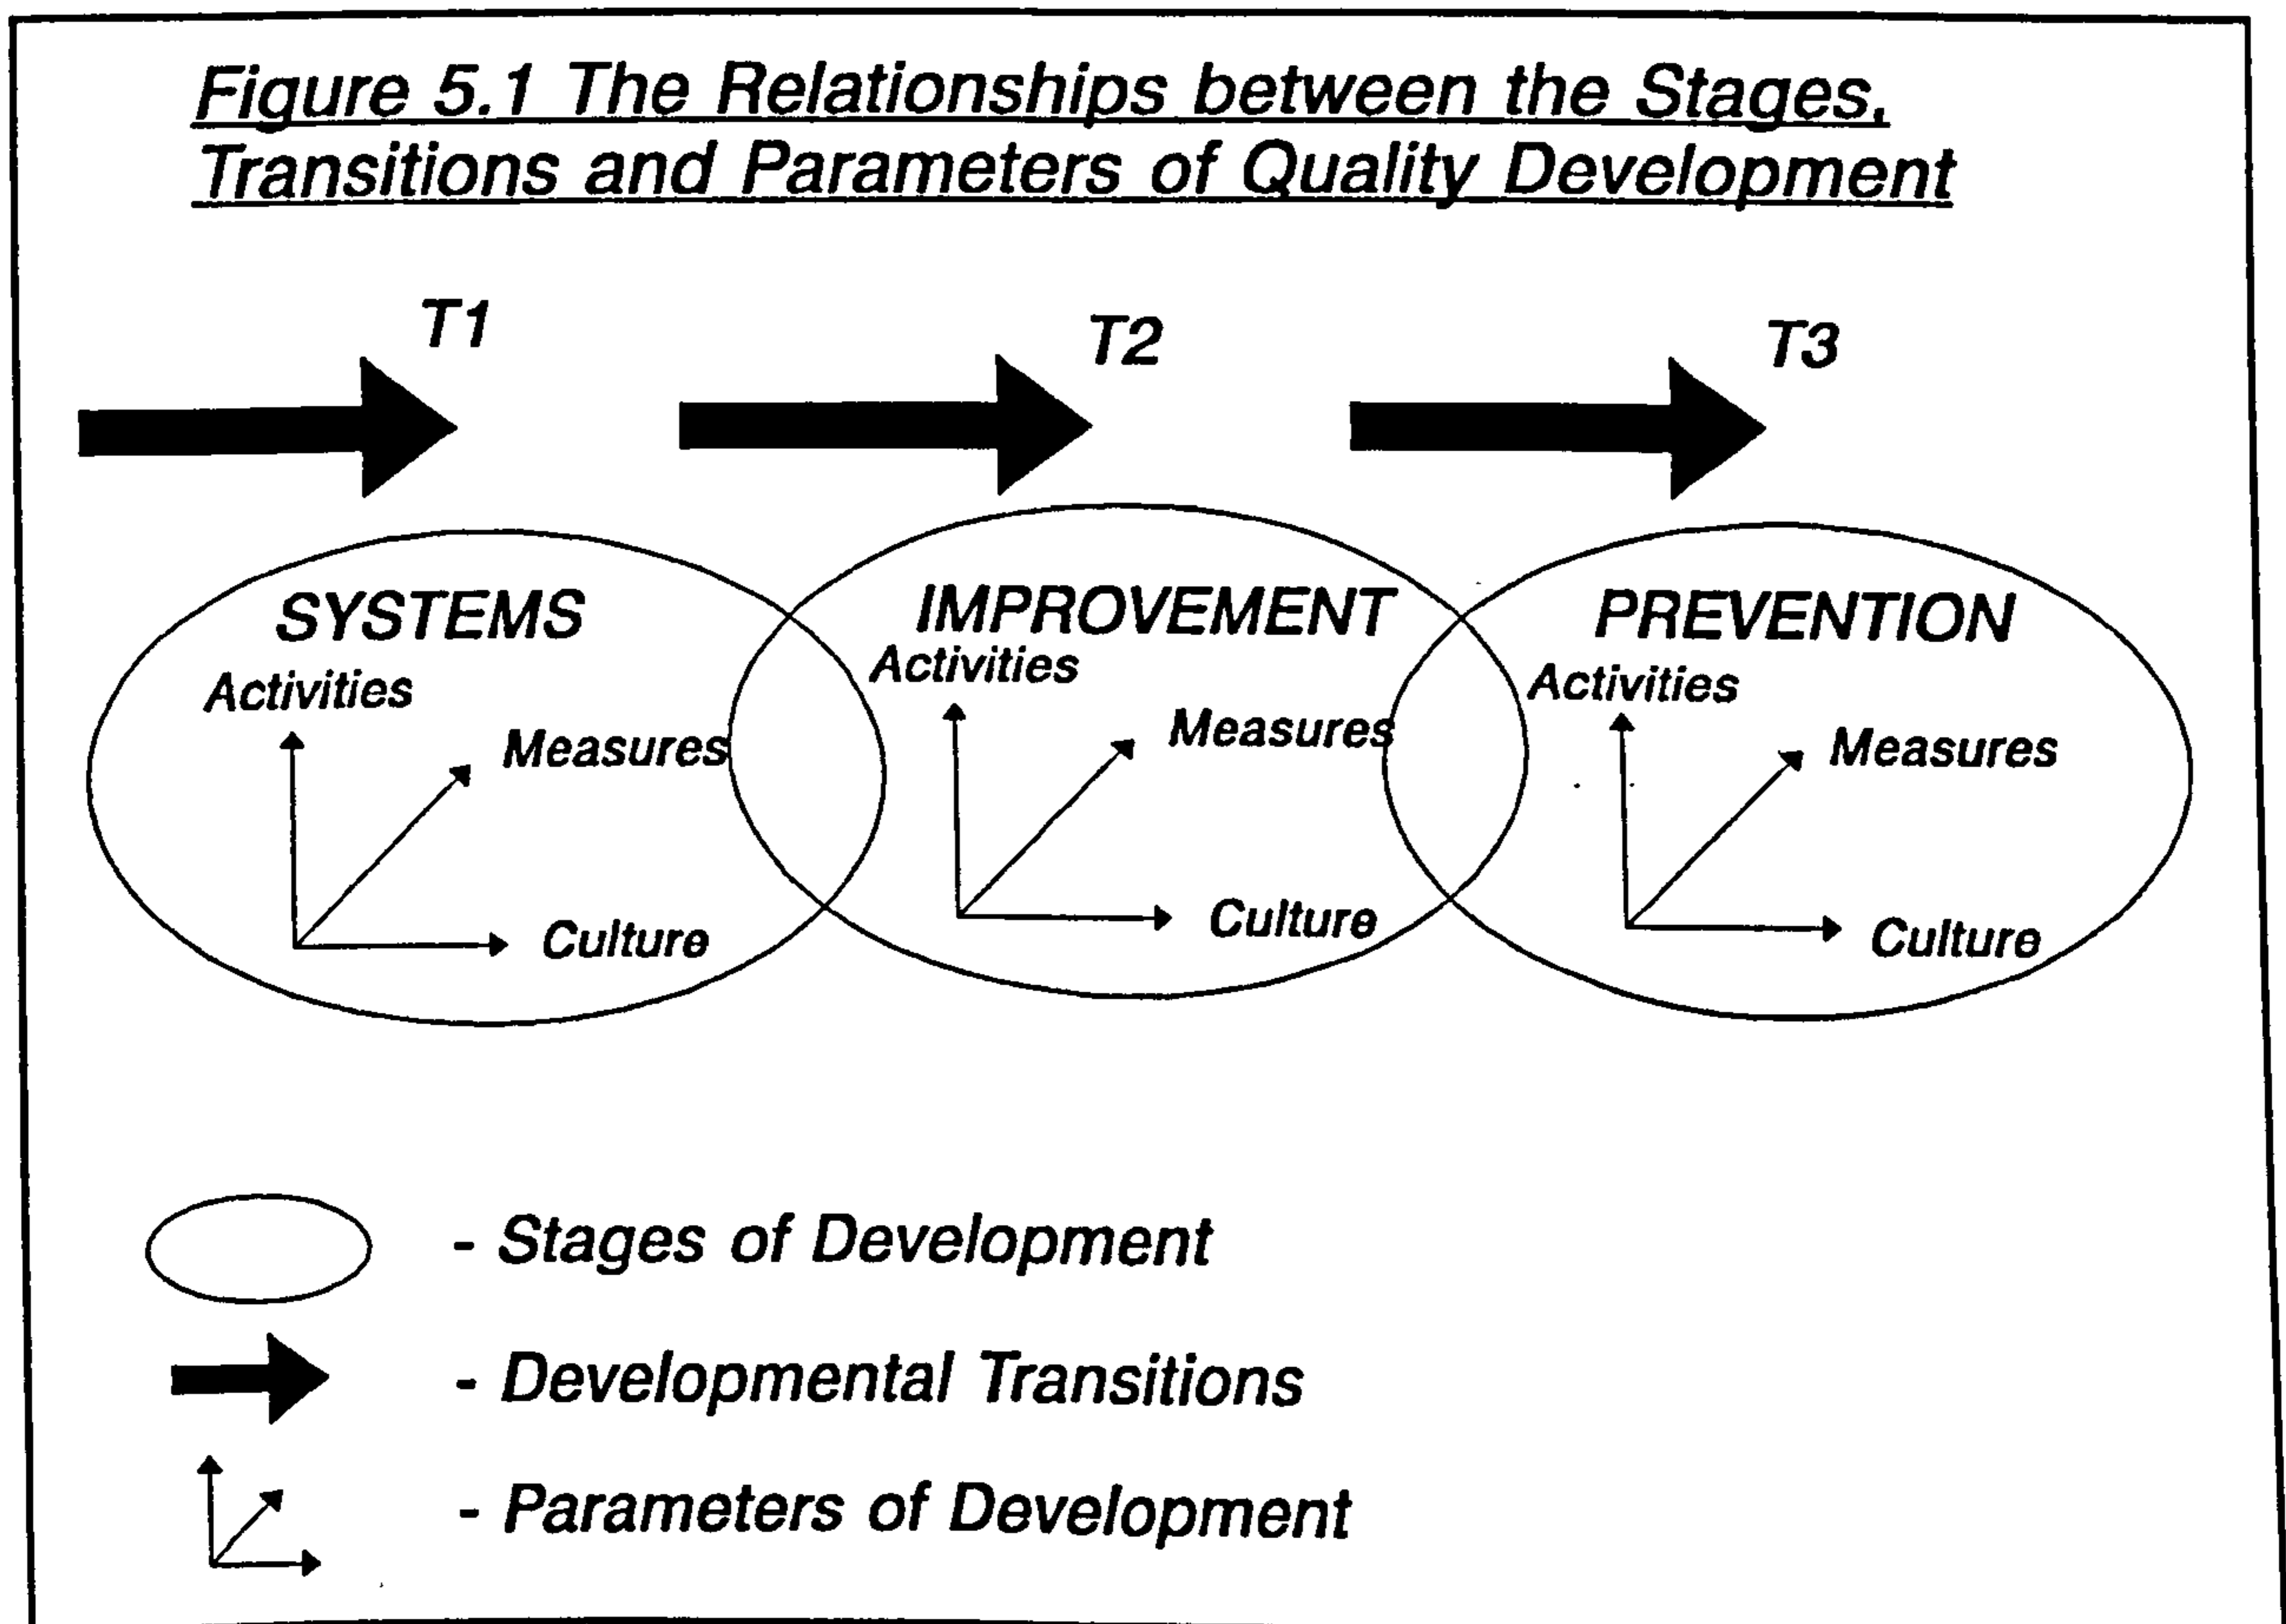 Figure 5.1 The Relationships between the Stages,
Transitions and Parameters of Quality Development
T1
T2
T3
SYSTEMS
Activities
Measures
Culture
IMPROVEMENT
Activities
Measures
Culture
PREVENTION
Activities
Measures
Culture
- Stages of Development
- Developmental Transitions
- Parameters of Development